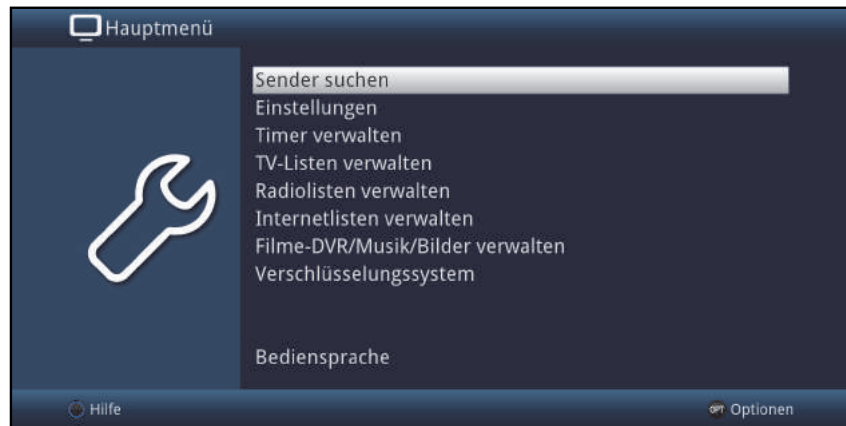 Hauptmenü
Sender suchen
Einstellungen
Timer verwalten
TV-Listen verwalten
Radiolisten verwalten
Internetlisten verwalten
Filme-DVR/Musik/Bilder verwalten
Verschlüsselungssystem
Bediensprache
Hilfe
OPT Optionen